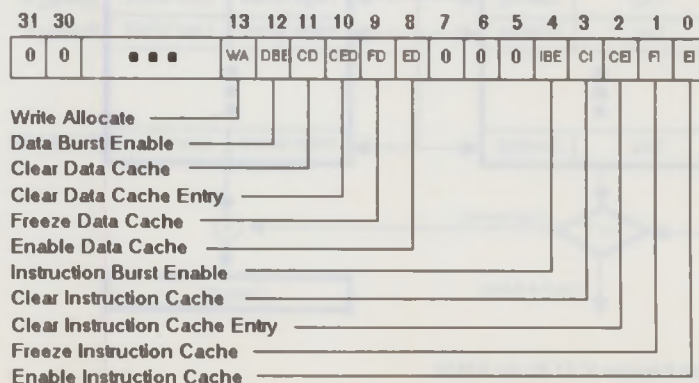 31 30 13 12 11 10 9 8 7 6 5 4 3 2 1 0
0 0 ••• WA DBE CD CED FD ED 0 0 0 IBE CI CEI FI EI
Write Allocate
Data Burst Enable
Clear Data Cache
Clear Data Cache Entry
Freeze Data Cache
Enable Data Cache
Instruction Burst Enable
Clear Instruction Cache
Clear Instruction Cache Entry
Freeze Instruction Cache
Enable Instruction Cache